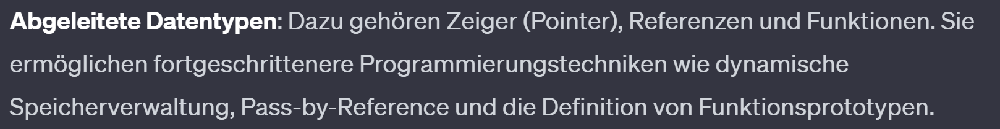 Abgeleitete Datentypen: Dazu gehören Zeiger (Pointer), Referenzen und Funktionen. Sie
ermöglichen fortgeschrittenere Programmierungstechniken wie dynamische
Speicherverwaltung, Pass-by-Reference und die Definition von Funktionsprototypen.